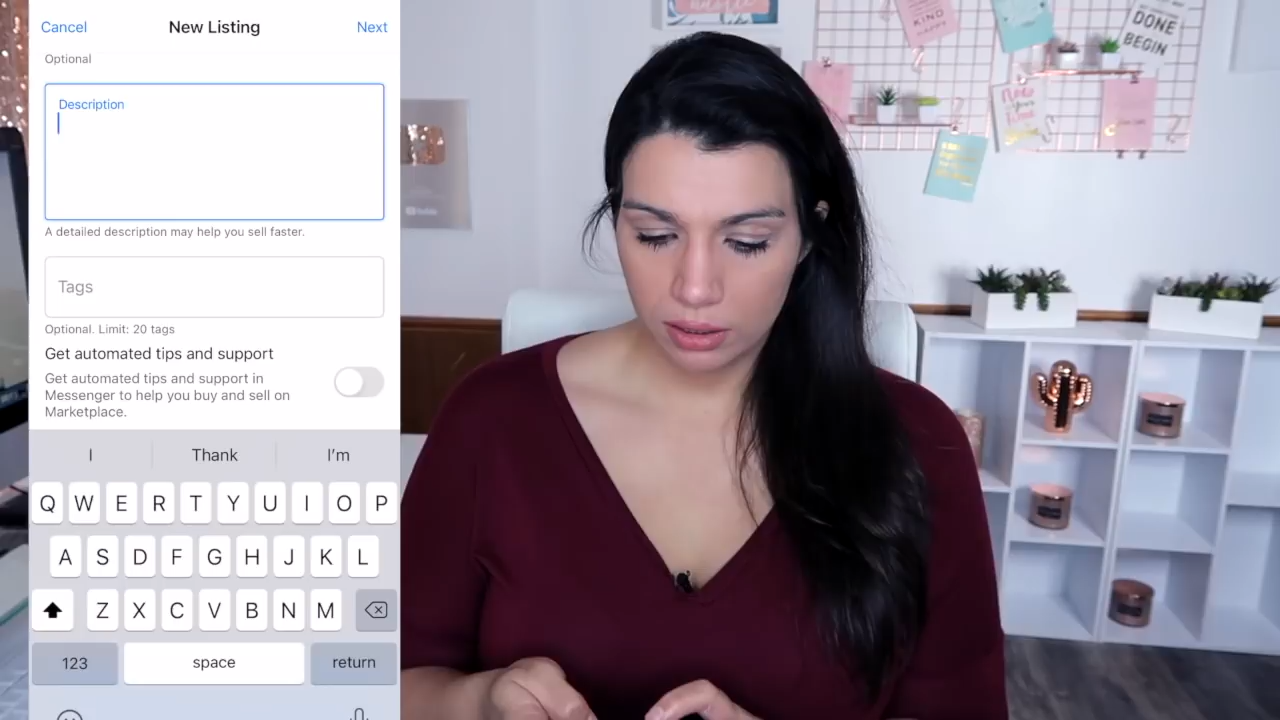 Cancel
New Listing
Next
Optional
Description
A detailed description may help you sell faster.
Tags
Optional. Limit: 20 tags
Get automated tips and support
Get automated tips and support in
Messenger to help you buy and sell on
Marketplace.
I
Thank
I'm
Q W E R T Y U I O P
A S D F G H J K L
Z X C V B N M
123
space
return
KIND
HAPPY
DONE
BEGIN
YouTube